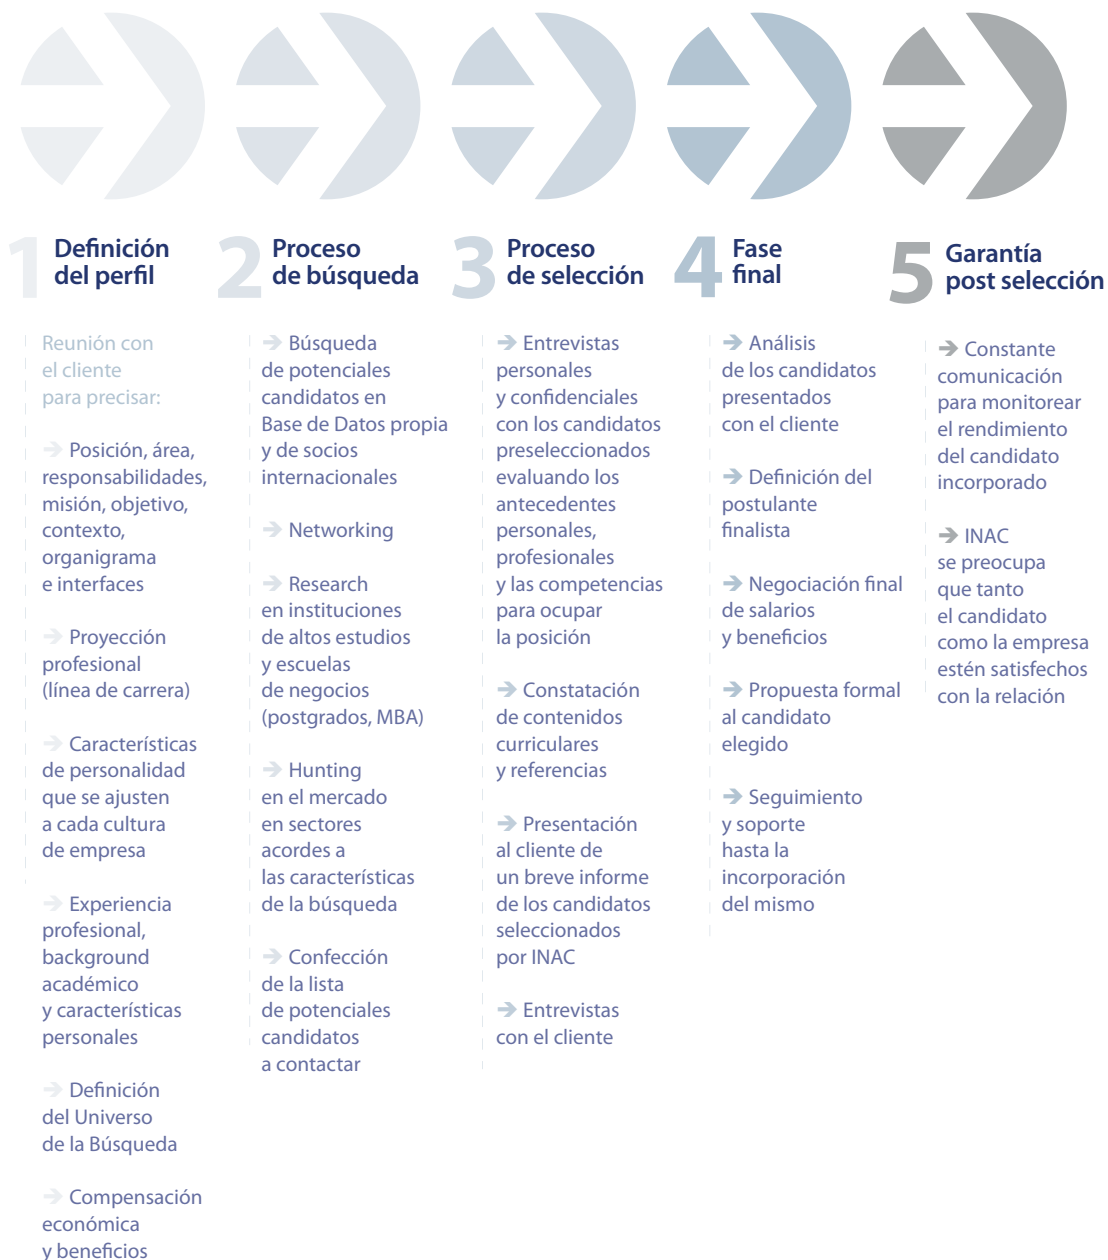 1 Definición
del perfil
Reunión con
el cliente
para precisar:
➔ Posición, área,
responsabilidades,
misión, objetivo,
contexto,
organigrama
e interfaces
➔ Proyección
profesional
(línea de carrera)
➔ Características
de personalidad
que se ajusten
a cada cultura
de empresa
➔ Experiencia
profesional,
background
académico
y características
personales
➔ Definición
del Universo
de la Búsqueda
➔ Compensación
económica
y beneficios
2 Proceso
de búsqueda
➔ Búsqueda
de potenciales
candidatos en
Base de Datos propia
y de socios
internacionales
➔ Networking
➔ Research
en instituciones
de altos estudios
y escuelas
de negocios
(postgrados, MBA)
➔ Hunting
en el mercado
en sectores
acordes a
las características
de la búsqueda
➔ Confección
de la lista
de potenciales
candidatos
a contactar
3 Proceso
de selección
➔ Entrevistas
personales
y confidenciales
con los candidatos
preseleccionados
evaluando los
antecedentes
personales,
profesionales
y las competencias
para ocupar
la posición
➔ Constatación
de contenidos
curriculares
y referencias
➔ Presentación
al cliente de
un breve informe
de los candidatos
seleccionados
por INAC
➔ Entrevistas
con el cliente
4 Fase
final
➔ Análisis
de los candidatos
presentados
con el cliente
➔ Definición del
postulante
finalista
➔ Negociación final
de salarios
y beneficios
➔ Propuesta formal
al candidato
elegido
➔ Seguimiento
y soporte
hasta la
incorporación
del mismo
5 Garantía
post selección
➔ Constante
comunicación
para monitorear
el rendimiento
del candidato
incorporado
➔ INAC
se preocupa
que tanto
el candidato
como la empresa
estén satisfechos
con la relación